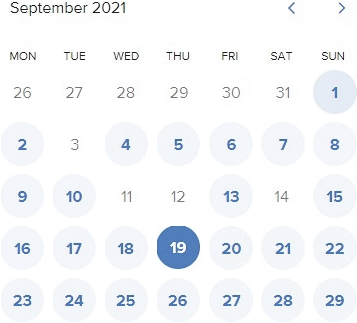 September 2021
MON TUE WED THU FRI SAT SUN
26 27 28 29 30 31 1
2 3 4 5 6 7 8
9 10 11 12 13 14 15
16 17 18 19 20 21 22
23 24 25 26 27 28 29